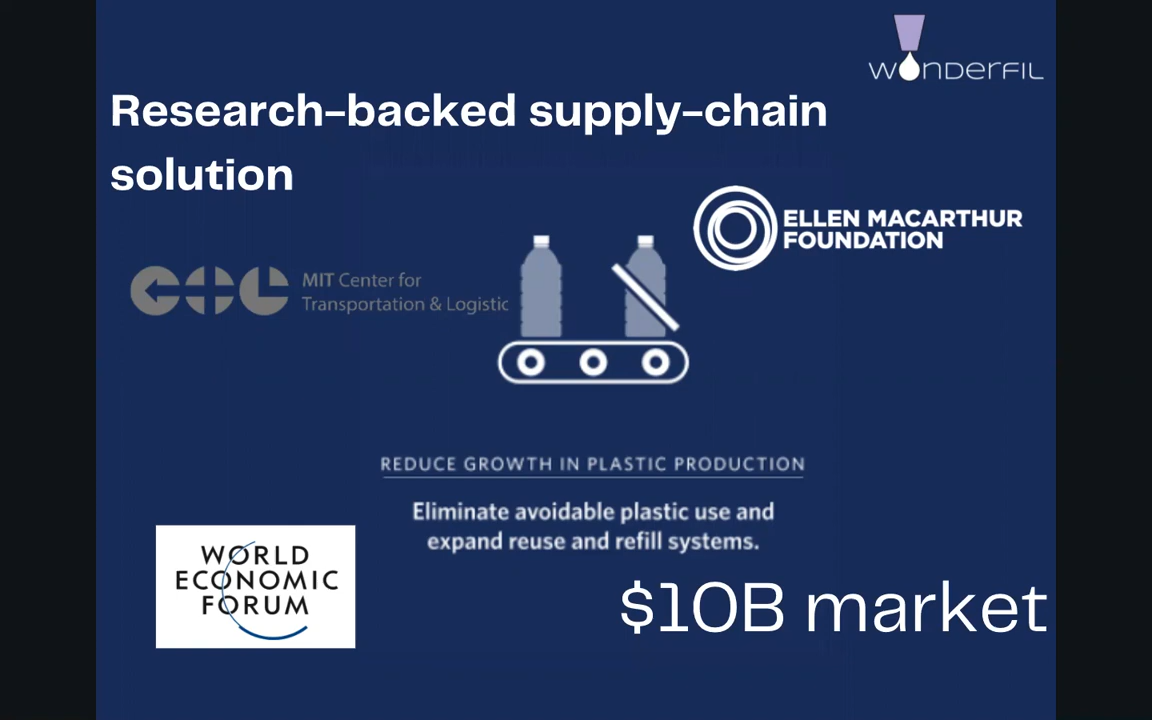 WONDERFIL
Research-backed supply-chain
solution
ELLEN MACARTHUR
FOUNDATION
MIT Center for
Transportation & Logistic
REDUCE GROWTH IN PLASTIC PRODUCTION
Eliminate avoidable plastic use and
expand reuse and refill systems.
WORLD
ECONOMIC
FORUM
$10B market